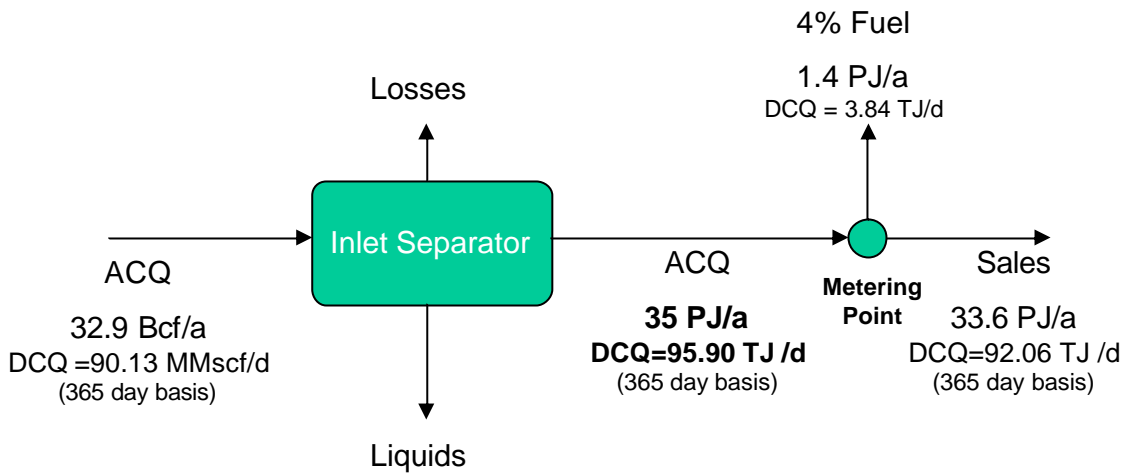 4% Fuel
1.4 PJ/a
DCQ = 3.84 TJ/d
Losses
Inlet Separator
ACQ
32.9 Bcf/a
DCQ =90.13 MMscf/d
(365 day basis)
ACQ
35 PJ/a
DCQ=95.90 TJ /d
(365 day basis)
Metering
Point
Sales
33.6 PJ/a
DCQ=92.06 TJ /d
(365 day basis)
Liquids